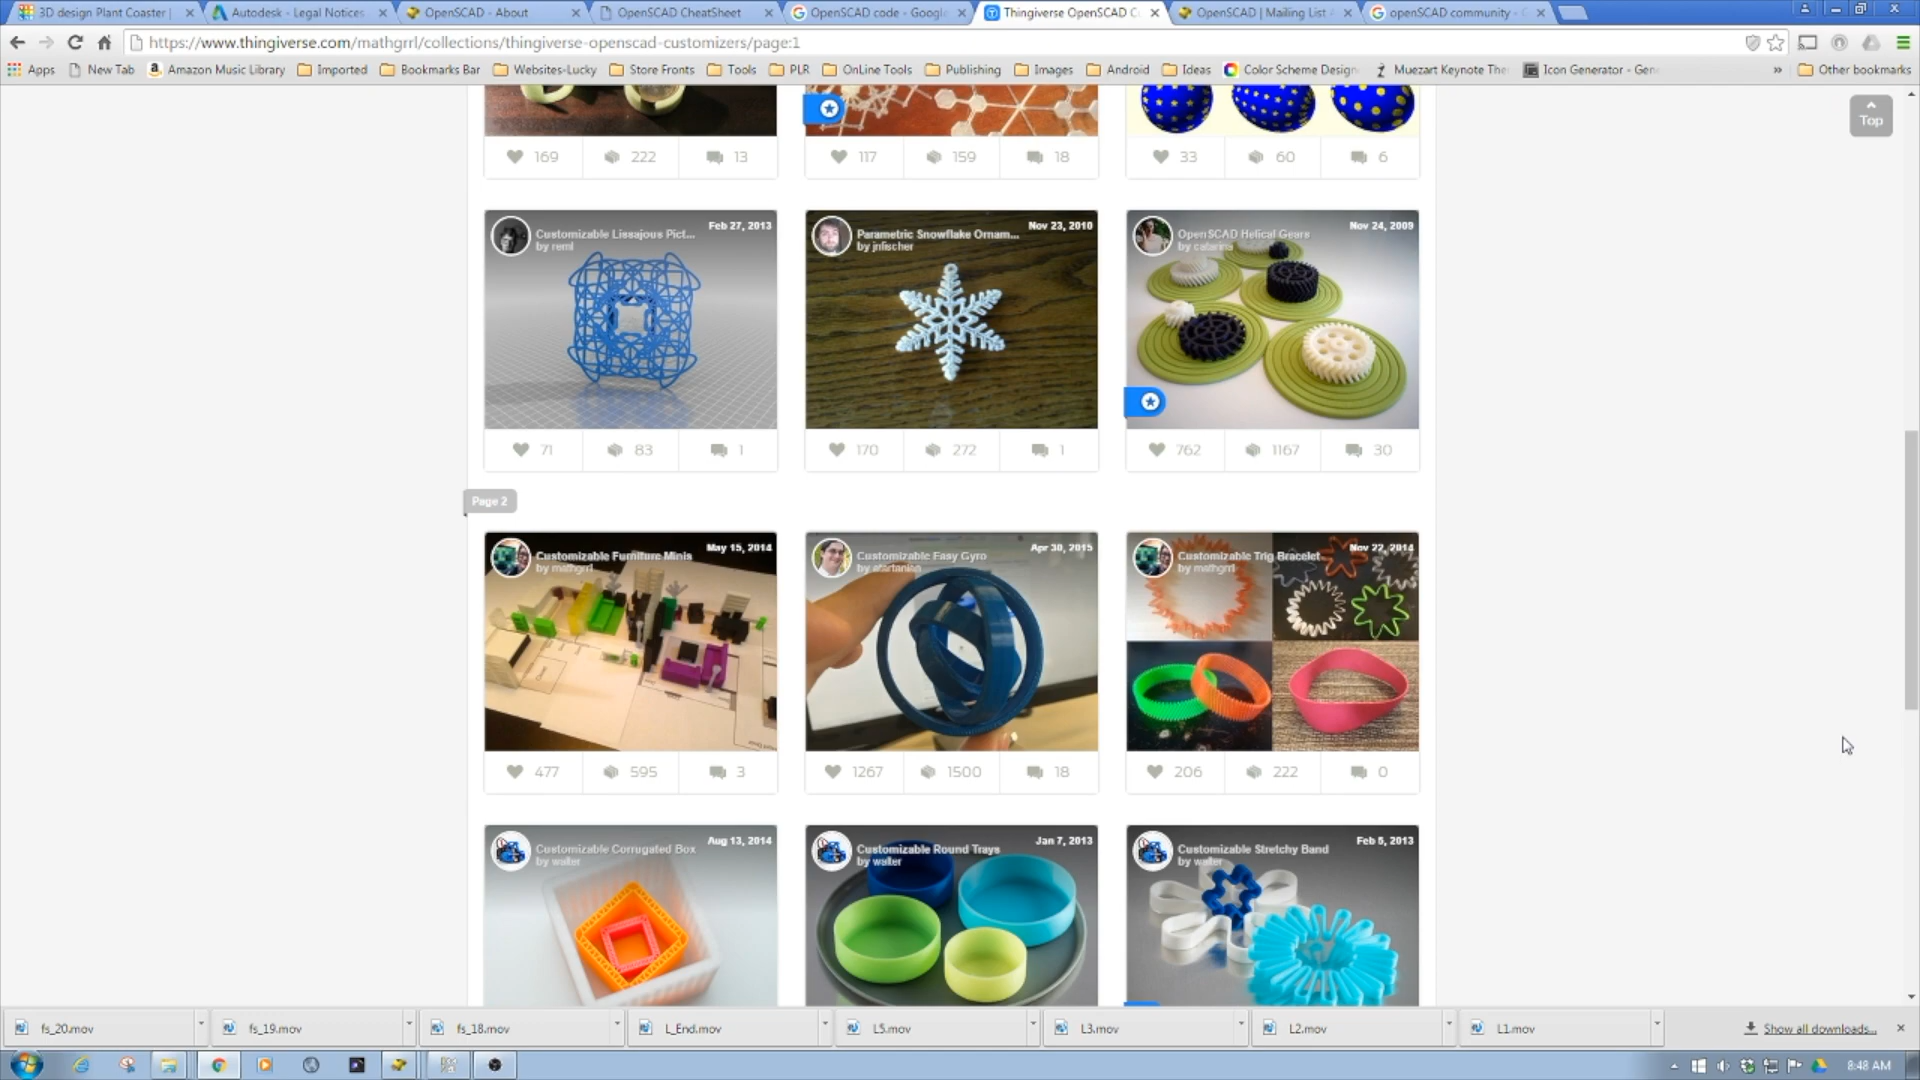 3D design Plant Coaster |
Autodesk - Legal Notices
OpenSCAD - About
OpenSCAD CheatSheet
OpenSCAD code - Google
Thingiverse OpenSCAD C
OpenSCAD | Mailing List
openSCAD community -
https://www.thingiverse.com/mathgrrl/collections/thingiverse-openscad-customizers/page:1
Apps New Tab Amazon Music Library Imported Bookmarks Bar Websites-Lucky Store Fronts Tools PLR OnLine Tools Publishing Images Android Ideas Color Scheme Design Muezart Keynote The Icon Generator - Gen » Other bookmarks
Top
169 222 13
117 159 18
33 60 6
Customizable Lissajous Pict... Feb 27, 2013
by reml
Parametric Snowflake Ornam... Nov 23, 2010
by jnfischer
OpenSCAD Helical Gears Nov 24, 2009
by catarina
71 83 1
170 272 1
762 1167 30
Page 2
Customizable Furniture Minis May 15, 2014
by mathgrrl
Customizable Easy Gyro Apr 30, 2015
by atartanian
Customizable Trig Bracelet Nov 22, 2014
by mathgrrl
477 595 3
1267 1500 18
206 222 0
Customizable Corrugated Box Aug 13, 2014
by walter
Customizable Round Trays Jan 7, 2013
by walter
Customizable Stretchy Band Feb 5, 2013
by walter
fs_20.mov fs_19.mov fs_18.mov L_End.mov L5.mov L3.mov L2.mov L1.mov Show all downloads...
8:48 AM